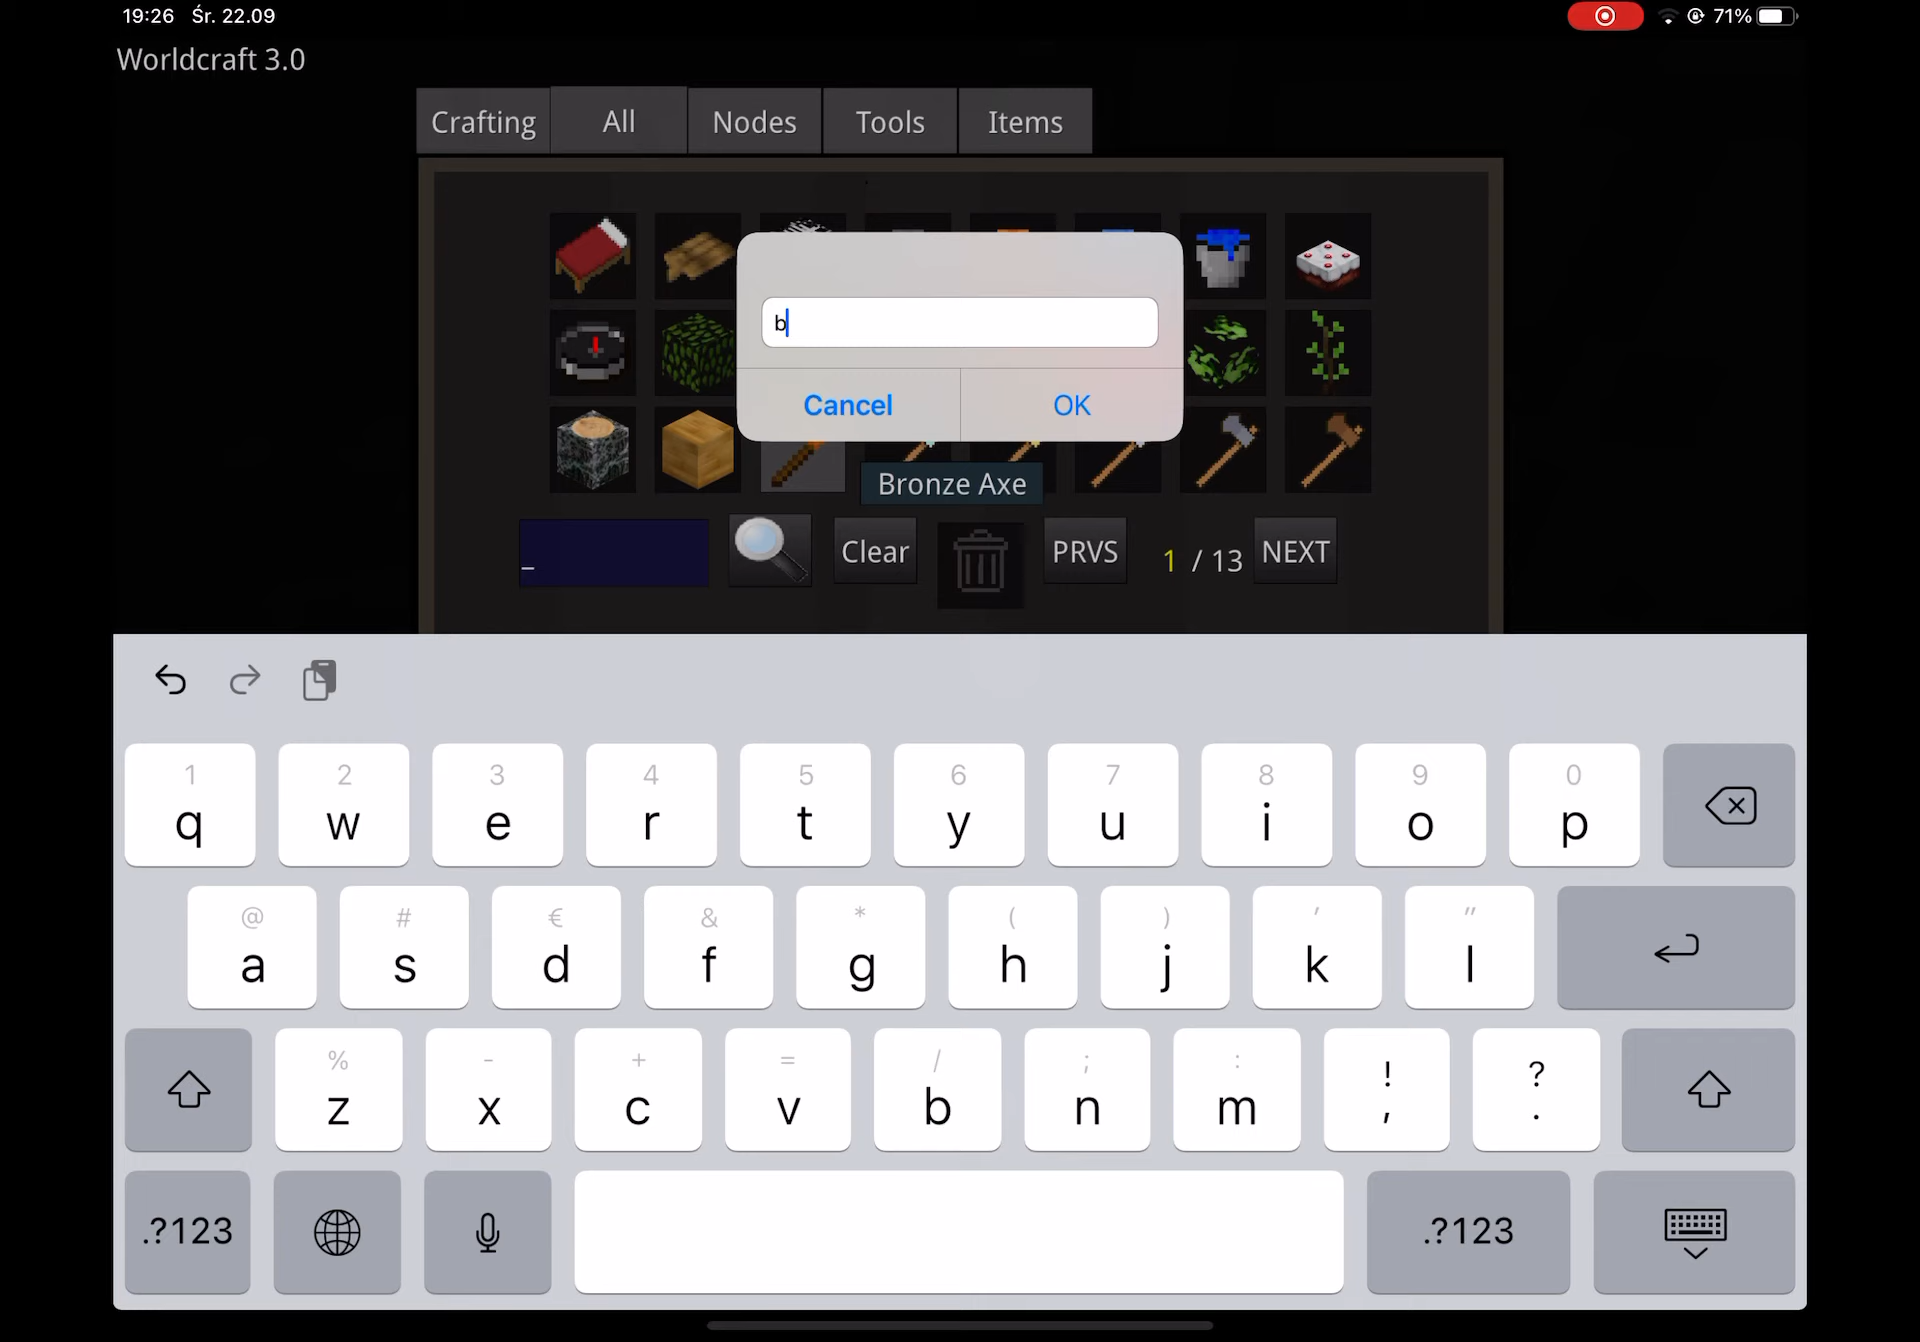 19:26 Śr. 22.09
71%
Worldcraft 3.0
Crafting All Nodes Tools Items
b
Cancel OK
Bronze Axe
_
Clear PRVS 1 / 13 NEXT
1 2 3 4 5 6 7 8 9 0
q w e r t y u i o p
@ # € & * ( ) ' "
a s d f g h j k l
% - + = / ; : ! ?
z x c v b n m , .
.?123 .?123